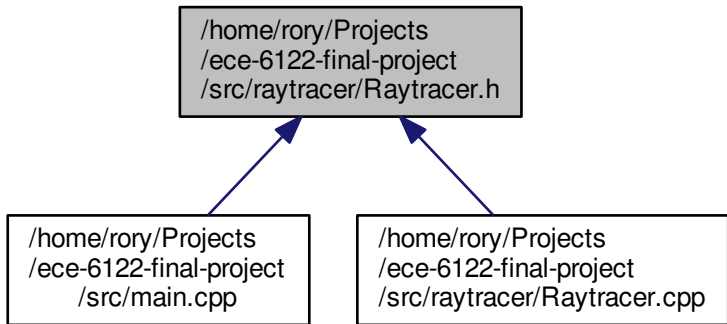 /home/rory/Projects
/ece-6122-final-project
/src/raytracer/Raytracer.h
/home/rory/Projects
/ece-6122-final-project
/src/main.cpp
/home/rory/Projects
/ece-6122-final-project
/src/raytracer/Raytracer.cpp